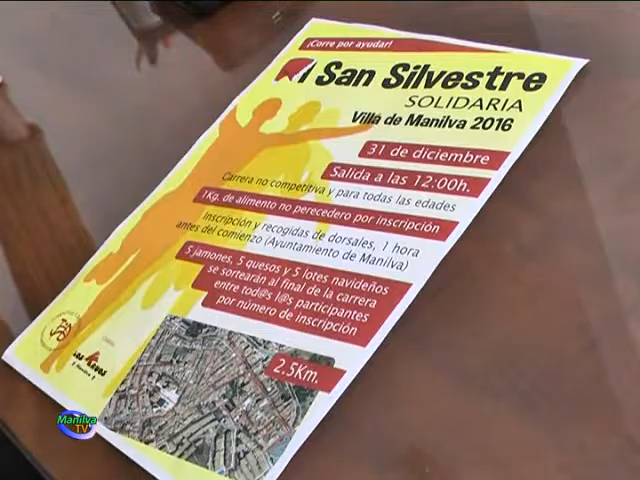 ¡Corre por ayudar!
I San Silvestre
SOLIDARIA
Villa de Manilva 2016
31 de diciembre
Salida a las 12:00h.
Carrera no competitiva y para todas las edades
1Kg. de alimento no perecedero por inscripción
Inscripción y recogidas de dorsales, 1 hora
antes del comienzo (Ayuntamiento de Manilva)
5 jamones, 5 quesos y 5 lotes navideños
se sortearán al final de la carrera
entre tod@s l@s participantes
por número de inscripción
2.5Km.
Manilva
Manilva
TV